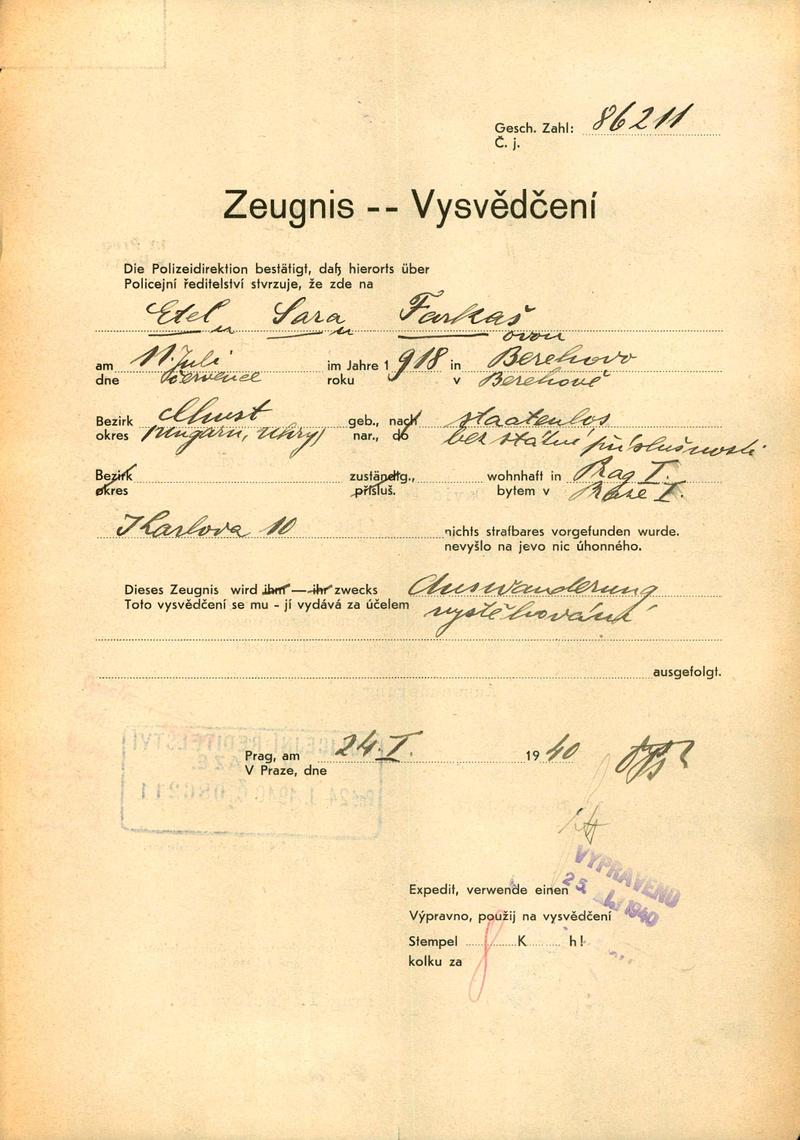 Gesch. Zahl: 86211
Č. j.
Zeugnis -- Vysvědčení
Die Polizeidirektion bestätigt, daß hierorts über
Policejní ředitelství stvrzuje, že zde na
Etel Sara Farkaš
u u ovou
am 11. Juli im Jahre 1918 in Berehovo
dne července roku v Berehově
Bezirk geb., nach staatenlos
okres nar., do bez státní příslušnosti
Bezirk zuständig., wohnhaft in Prag I.
okres přísluš. bytem v Praze I.
Karlova 10 nichts strafbares vorgefunden wurde.
nevyšlo na jevo nic úhonného.
Dieses Zeugnis wird ihm — ihr zwecks Auswanderung
Toto vysvědčení se mu - jí vydává za účelem vystěhování
ausgefolgt.
Prag, am 24. I. 1940
V Praze, dne
VYPRAVENO
25. 1940
Expedit, verwende einen
Výpravno, použij na vysvědčení
Stempel K h!
kolku za